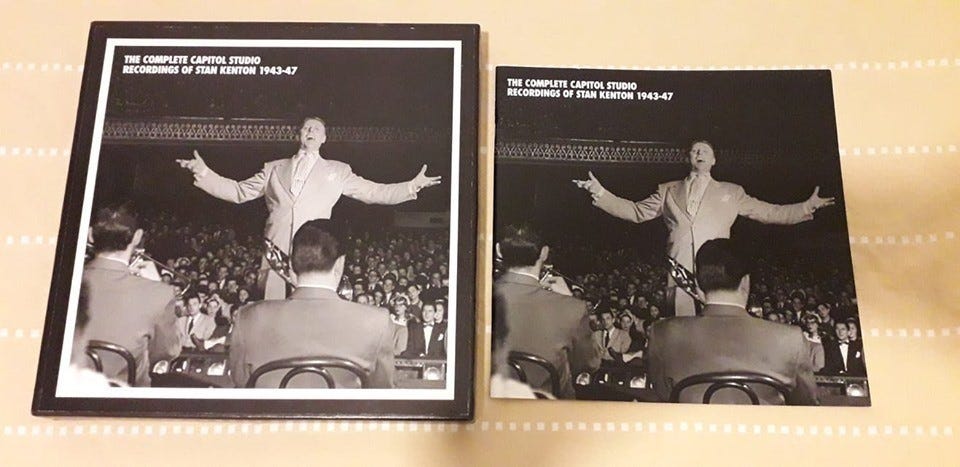 THE COMPLETE CAPITOL STUDIO
RECORDINGS OF STAN KENTON 1943-47
THE COMPLETE CAPITOL STUDIO
RECORDINGS OF STAN KENTON 1943-47